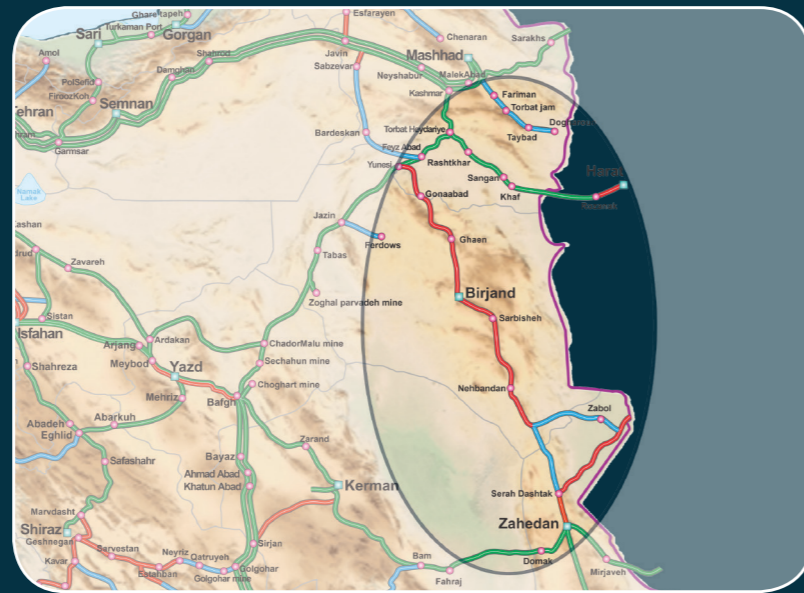 Gharetapeh
Esfarayen
Turkaman Port
Sari
Gorgan
Chenaran
Sarakhs
Amol
Shahrod
Javin
Mashhad
Damghan
Sabzevar
Neyshabur
MalekAbad
PolSefid
Kashmar
FiroozKoh
Semnan
Fariman
Torbat jam
Tehran
Bardeskan
Torbat Heydariye
Taybad
Garmsar
Feyz Abad
Yunesi
Rashtkhar
Sangan
Herat
Khaf
Namak
Lake
Gonaabad
Jazin
Kashan
Ferdows
Ghaen
Tabas
Zavareh
Birjand
Zoghal parvadeh mine
Sarbisheh
Sistan
Isfahan
Ardakan
Arjang
ChadorMalu mine
Meybod
Sechahun mine
Shahreza
Yazd
Choghart mine
Nehbandan
Mehriz
Bafgh
Zabol
Abarkuh
Abadeh
Eghlid
Zarand
Safashahr
Bayaz
Ahmad Abad
Khatun Abad
Kerman
Serah Dashtak
Marvdasht
Shiraz
Zahedan
Geshnegan
Sarvestan
Sirjan
Neyriz
Qatruyeh
Bam
Domak
Kavar
Estahban
Golgohar
Golgohar mine
Fahraj
Mirjaveh